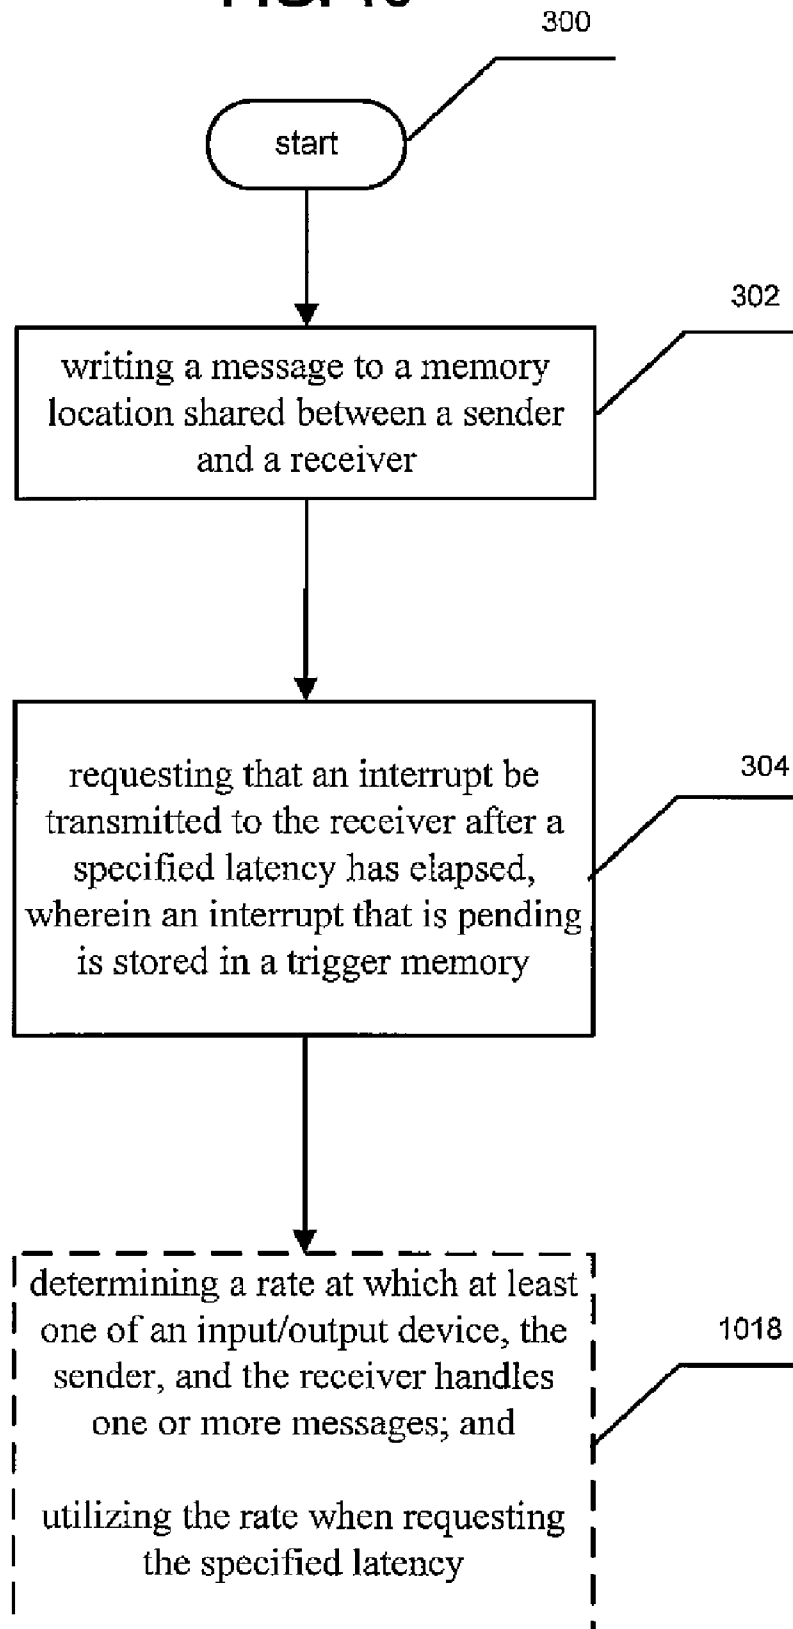 300
start
302
writing a message to a memory
location shared between a sender
and a receiver
304
requesting that an interrupt be
transmitted to the receiver after a
specified latency has elapsed,
wherein an interrupt that is pending
is stored in a trigger memory
1018
determining a rate at which at least
one of an input/output device, the
sender, and the receiver handles
one or more messages; and
utilizing the rate when requesting
the specified latency